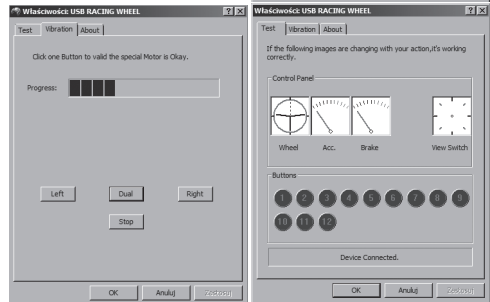 Właściwości: USB RACING WHEEL
Test Vibration About
Click one Button to valid the special Motor is Okay.
Progress:
Left Dual Right
Stop
OK Anuluj Zastosuj
Właściwości: USB RACING WHEEL
Test Vibration About
If the following images are changing with your action,it's working
correctly.
Control Panel
Wheel Acc. Brake View Switch
Buttons
1 2 3 4 5 6 7 8 9
10 11 12
Device Connected.
OK Anuluj Zastosuj